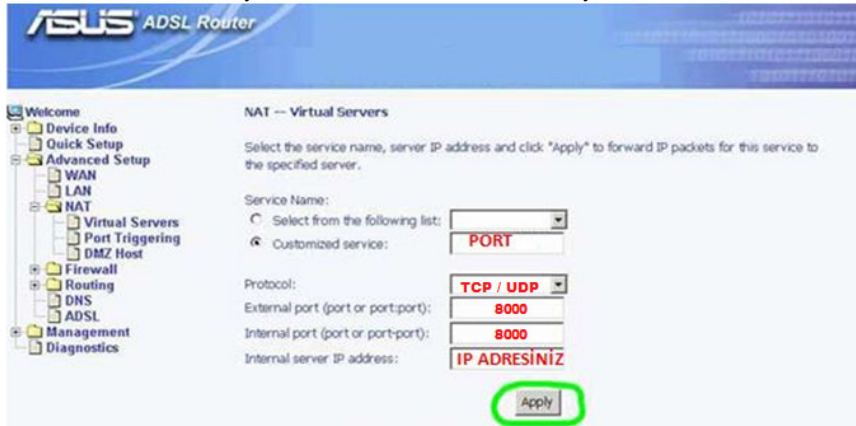 ASUS ADSL Router
Welcome
Device Info
Quick Setup
Advanced Setup
WAN
LAN
NAT
Virtual Servers
Port Triggering
DMZ Host
Firewall
Routing
DNS
ADSL
Management
Diagnostics
NAT -- Virtual Servers
Select the service name, server IP address and click "Apply" to forward IP packets for this service to
the specified server.
Service Name:
Select from the following list:
Customized service: PORT
Protocol: TCP / UDP
External port (port or port:port): 8000
Internal port (port or port-port): 8000
Internal server IP address: IP ADRESİNİZ
Apply